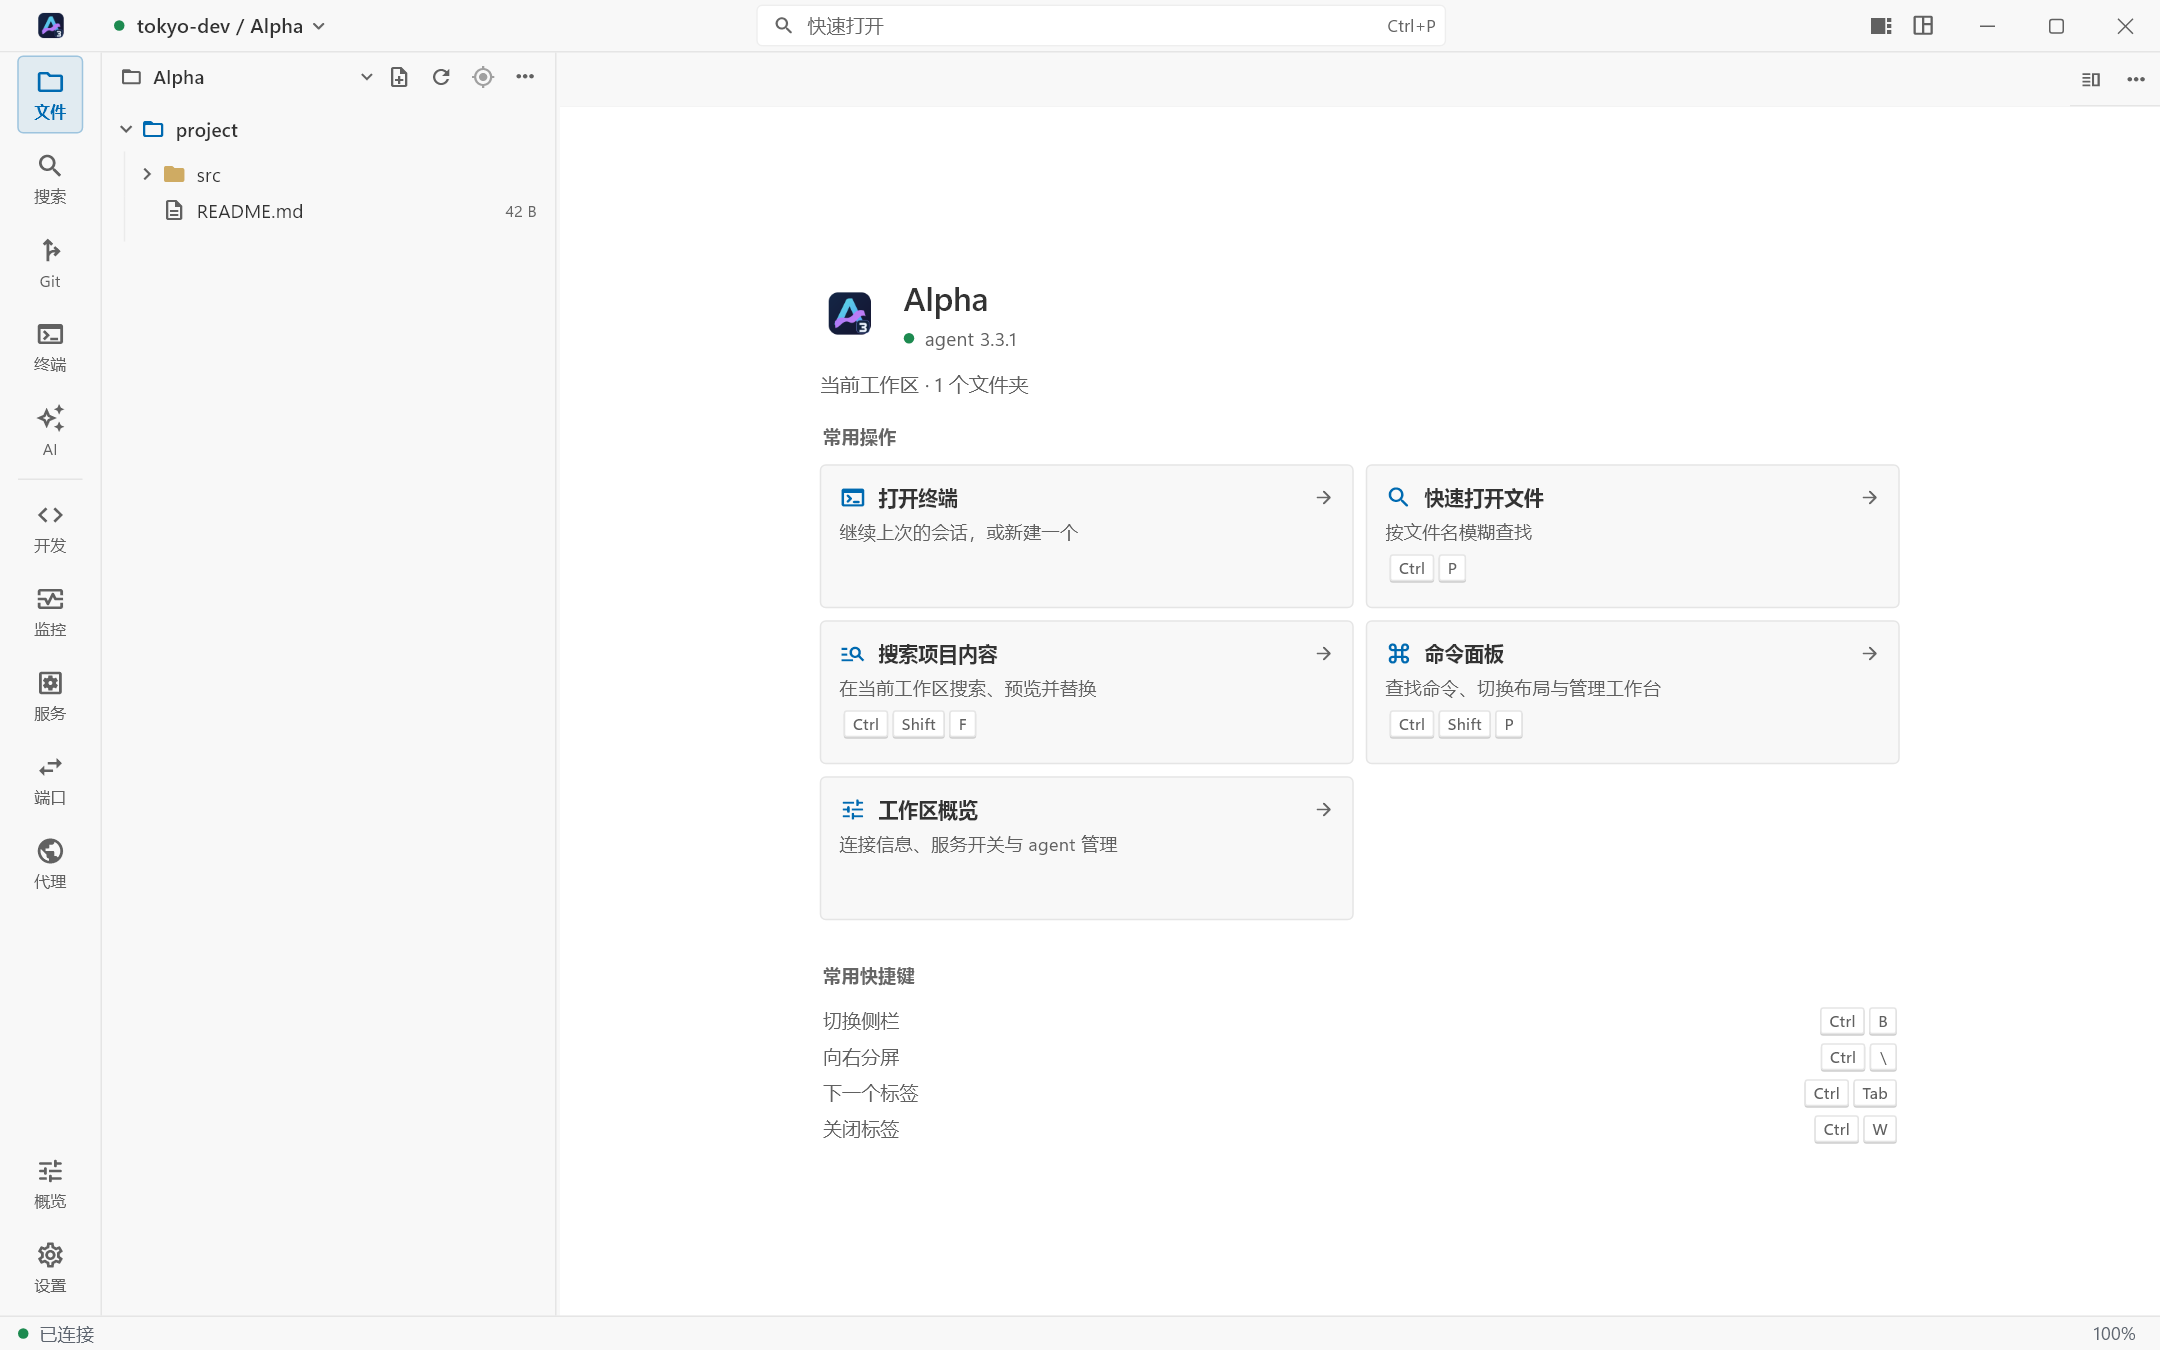 tokyo-dev / Alpha
快速打开 Ctrl+P
文件
搜索
Git
终端
AI
开发
监控
服务
端口
代理
概览
设置
Alpha
project
src
README.md 42 B
3
Alpha
agent 3.3.1
当前工作区 · 1 个文件夹
常用操作
打开终端
继续上次的会话，或新建一个
快速打开文件
按文件名模糊查找
Ctrl P
搜索项目内容
在当前工作区搜索、预览并替换
Ctrl Shift F
命令面板
查找命令、切换布局与管理工作台
Ctrl Shift P
工作区概览
连接信息、服务开关与 agent 管理
常用快捷键
切换侧栏 Ctrl B
向右分屏 Ctrl \
下一个标签 Ctrl Tab
关闭标签 Ctrl W
已连接
100%